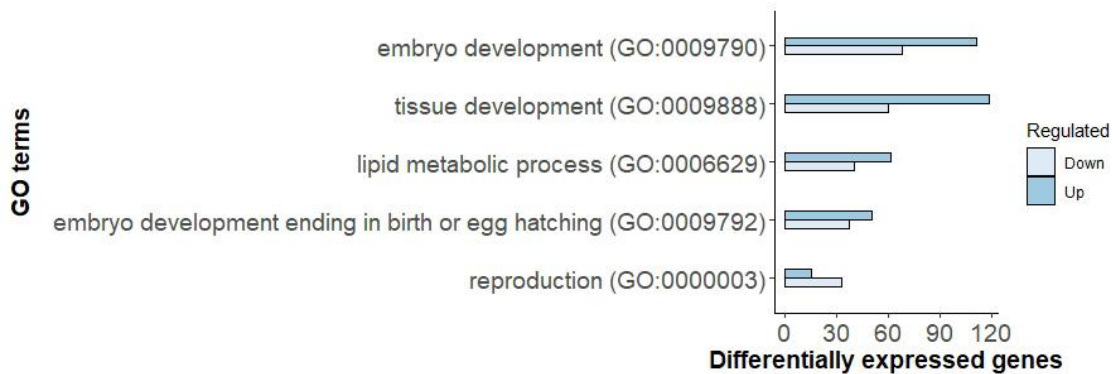 embryo development (GO:0009790)
tissue development (GO:0009888)
lipid metabolic process (GO:0006629)
embryo development ending in birth or egg hatching (GO:0009792)
reproduction (GO:0000003)
GO terms
0 30 60 90 120
Differentially expressed genes
Regulated
Down
Up